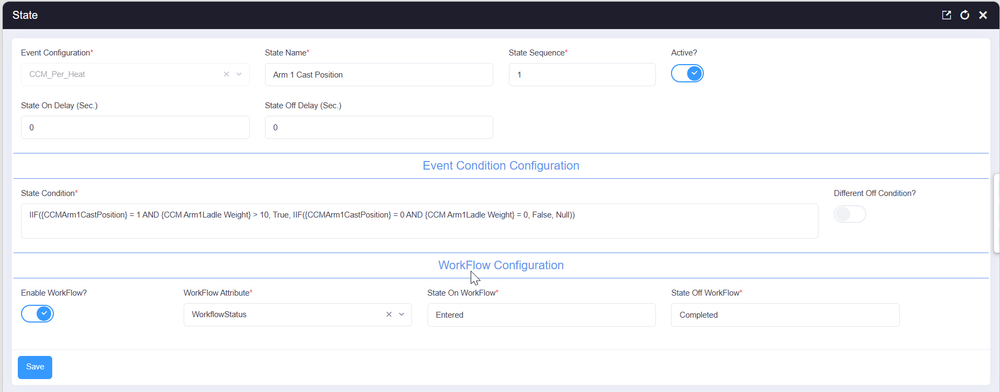 State
Event Configuration*
State Name*
State Sequence*
Active?
CCM_Per_Heat
Arm 1 Cast Position
1
State On Delay (Sec.)
State Off Delay (Sec.)
0
0
Event Condition Configuration
State Condition*
Different Off Condition?
IIF({CCMArm1CastPosition} = 1 AND {CCM Arm1Ladle Weight} > 10, True, IIF({CCMArm1CastPosition} = 0 AND {CCM Arm1Ladle Weight} = 0, False, Null))
WorkFlow Configuration
Enable WorkFlow?
WorkFlow Attribute*
State On WorkFlow*
State Off WorkFlow*
WorkflowStatus
Entered
Completed
Save